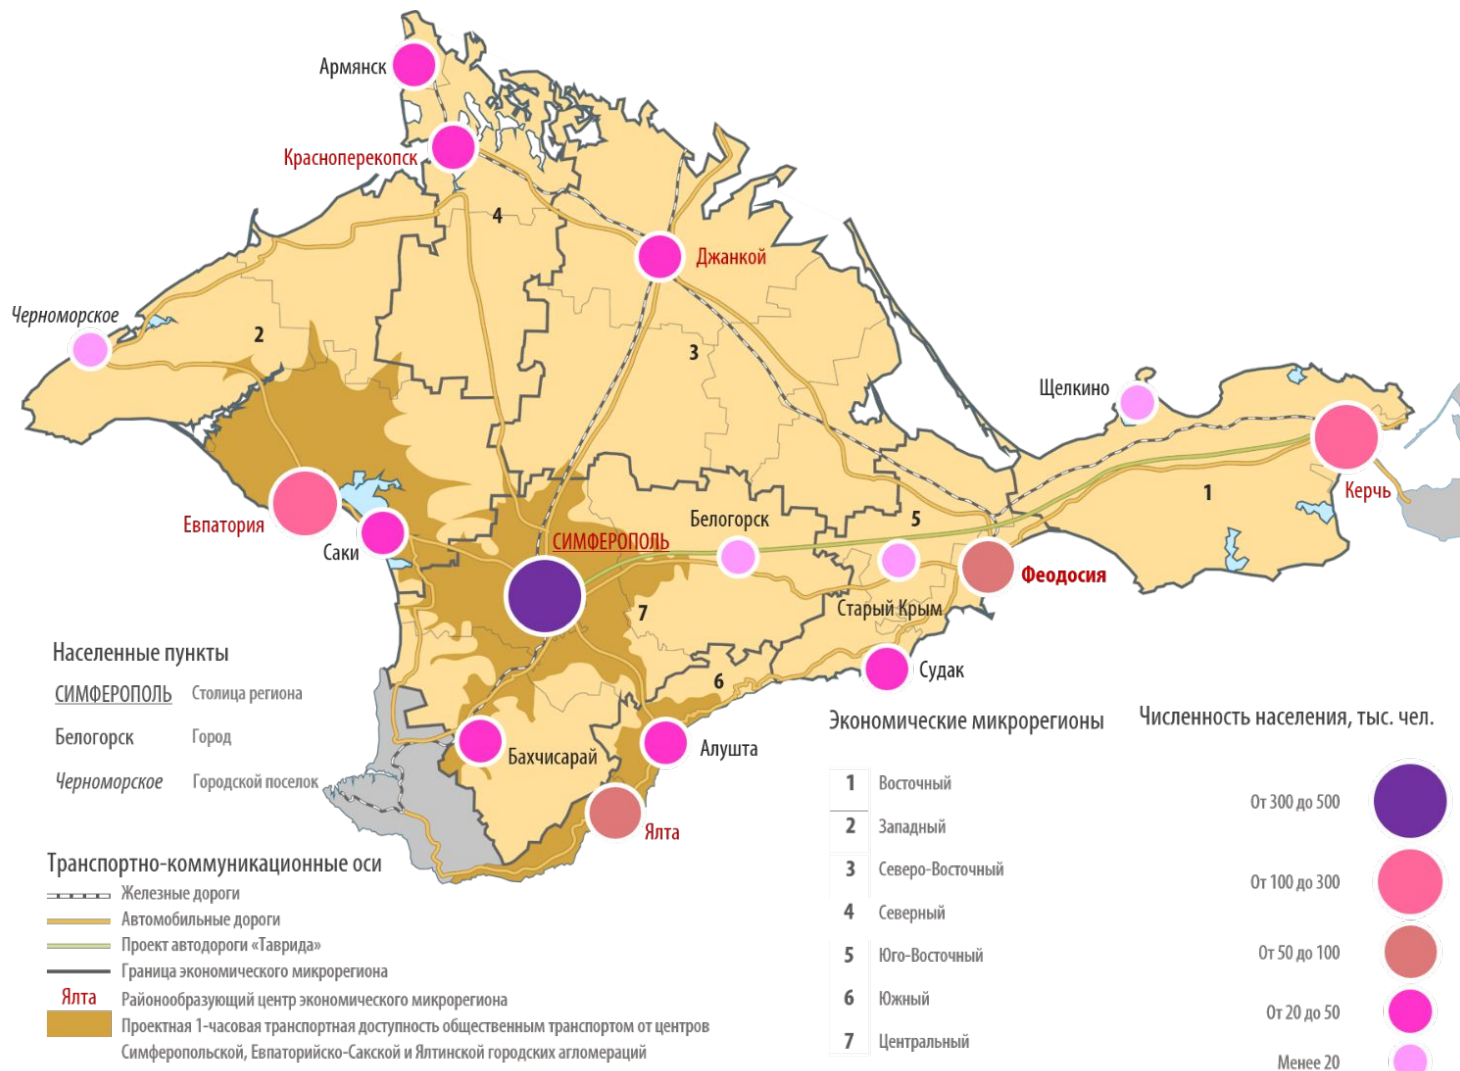 Армянск
Красноперекопск
4
Джанкой
Черноморское
2
3
Щелкино
1
Керчь
Евпатория
Саки
СИМФЕРОПОЛЬ
Белогорск
5
Феодосия
Старый Крым
7
6
Судак
Бахчисарай
Алушта
Ялта
Населенные пункты
СИМФЕРОПОЛЬ Столица региона
Белогорск Город
Черноморское Городской поселок
Транспортно-коммуникационные оси
Железные дороги
Автомобильные дороги
Проект автодороги «Таврида»
Граница экономического микрорегиона
Ялта Районообразующий центр экономического микрорегиона
Проектная 1-часовая транспортная доступность общественным транспортом от центров
Симферопольской, Евпаторийско-Сакской и Ялтинской городских агломераций
Экономические микрорегионы
1 Восточный
2 Западный
3 Северо-Восточный
4 Северный
5 Юго-Восточный
6 Южный
7 Центральный
Численность населения, тыс. чел.
От 300 до 500
От 100 до 300
От 50 до 100
От 20 до 50
Менее 20